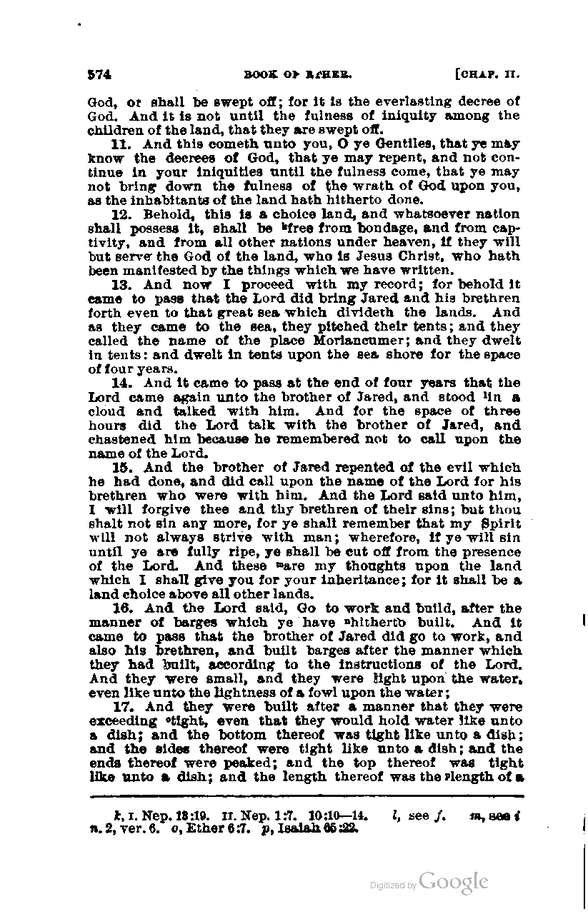 574 BOOK OF ETHER. [CHAP. II.
God, or shall be swept off; for it is the everlasting decree of
God. And it is not until the fulness of iniquity among the
children of the land, that they are swept off.
11. And this cometh unto you, O ye Gentiles, that ye may
know the decrees of God, that ye may repent, and not con-
tinue in your iniquities until the fulness come, that ye may
not bring down the fulness of the wrath of God upon you,
as the inhabitants of the land hath hitherto done.
12. Behold, this is a choice land, and whatsoever nation
shall possess it, shall be ᵏfree from bondage, and from cap-
tivity, and from all other nations under heaven, if they will
but serve the God of the land, who is Jesus Christ, who hath
been manifested by the things which we have written.
13. And now I proceed with my record; for behold it
came to pass that the Lord did bring Jared and his brethren
forth even to that great sea which divideth the lands. And
as they came to the sea, they pitched their tents; and they
called the name of the place Moriancumer; and they dwelt
in tents: and dwelt in tents upon the sea shore for the space
of four years.
14. And it came to pass at the end of four years that the
Lord came again unto the brother of Jared, and stood ˡin a
cloud and talked with him. And for the space of three
hours did the Lord talk with the brother of Jared, and
chastened him because he remembered not to call upon the
name of the Lord.
15. And the brother of Jared repented of the evil which
he had done, and did call upon the name of the Lord for his
brethren who were with him. And the Lord said unto him,
I will forgive thee and thy brethren of their sins; but thou
shalt not sin any more, for ye shall remember that my Spirit
will not always strive with man; wherefore, if ye will sin
until ye are fully ripe, ye shall be cut off from the presence
of the Lord. And these ᵐare my thoughts upon the land
which I shall give you for your inheritance; for it shall be a
land choice above all other lands.
16. And the Lord said, Go to work and build, after the
manner of barges which ye have ⁿhitherto built. And it
came to pass that the brother of Jared did go to work, and
also his brethren, and built barges after the manner which
they had built, according to the instructions of the Lord.
And they were small, and they were light upon the water,
even like unto the lightness of a fowl upon the water;
17. And they were built after a manner that they were
exceeding ᵒtight, even that they would hold water like unto
a dish; and the bottom thereof was tight like unto a dish;
and the sides thereof were tight like unto a dish; and the
ends thereof were peaked; and the top thereof was tight
like unto a dish; and the length thereof was the ᵖlength of a
k, I. Nep. 13:19. II. Nep. 1:7. 10:10—14. l, see f. m, see i
n. 2, ver. 6. o, Ether 6:7. p, Isaiah 65:22.
Digitized by Google